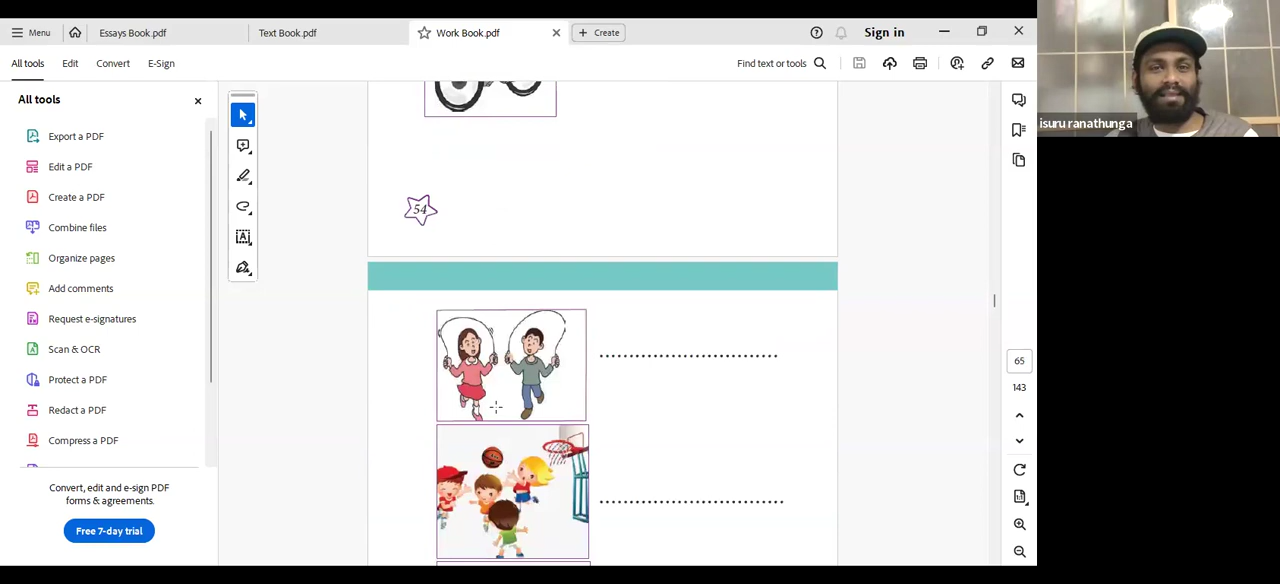 Menu
Essays Book.pdf
Text Book.pdf
Work Book.pdf
Create
Sign in
All tools
Edit
Convert
E-Sign
Find text or tools
All tools
Export a PDF
Edit a PDF
Create a PDF
Combine files
Organize pages
Add comments
Request e-signatures
Scan & OCR
Protect a PDF
Redact a PDF
Compress a PDF
Convert, edit and e-sign PDF
forms & agreements.
Free 7-day trial
54
65
143
isuru ranathunga